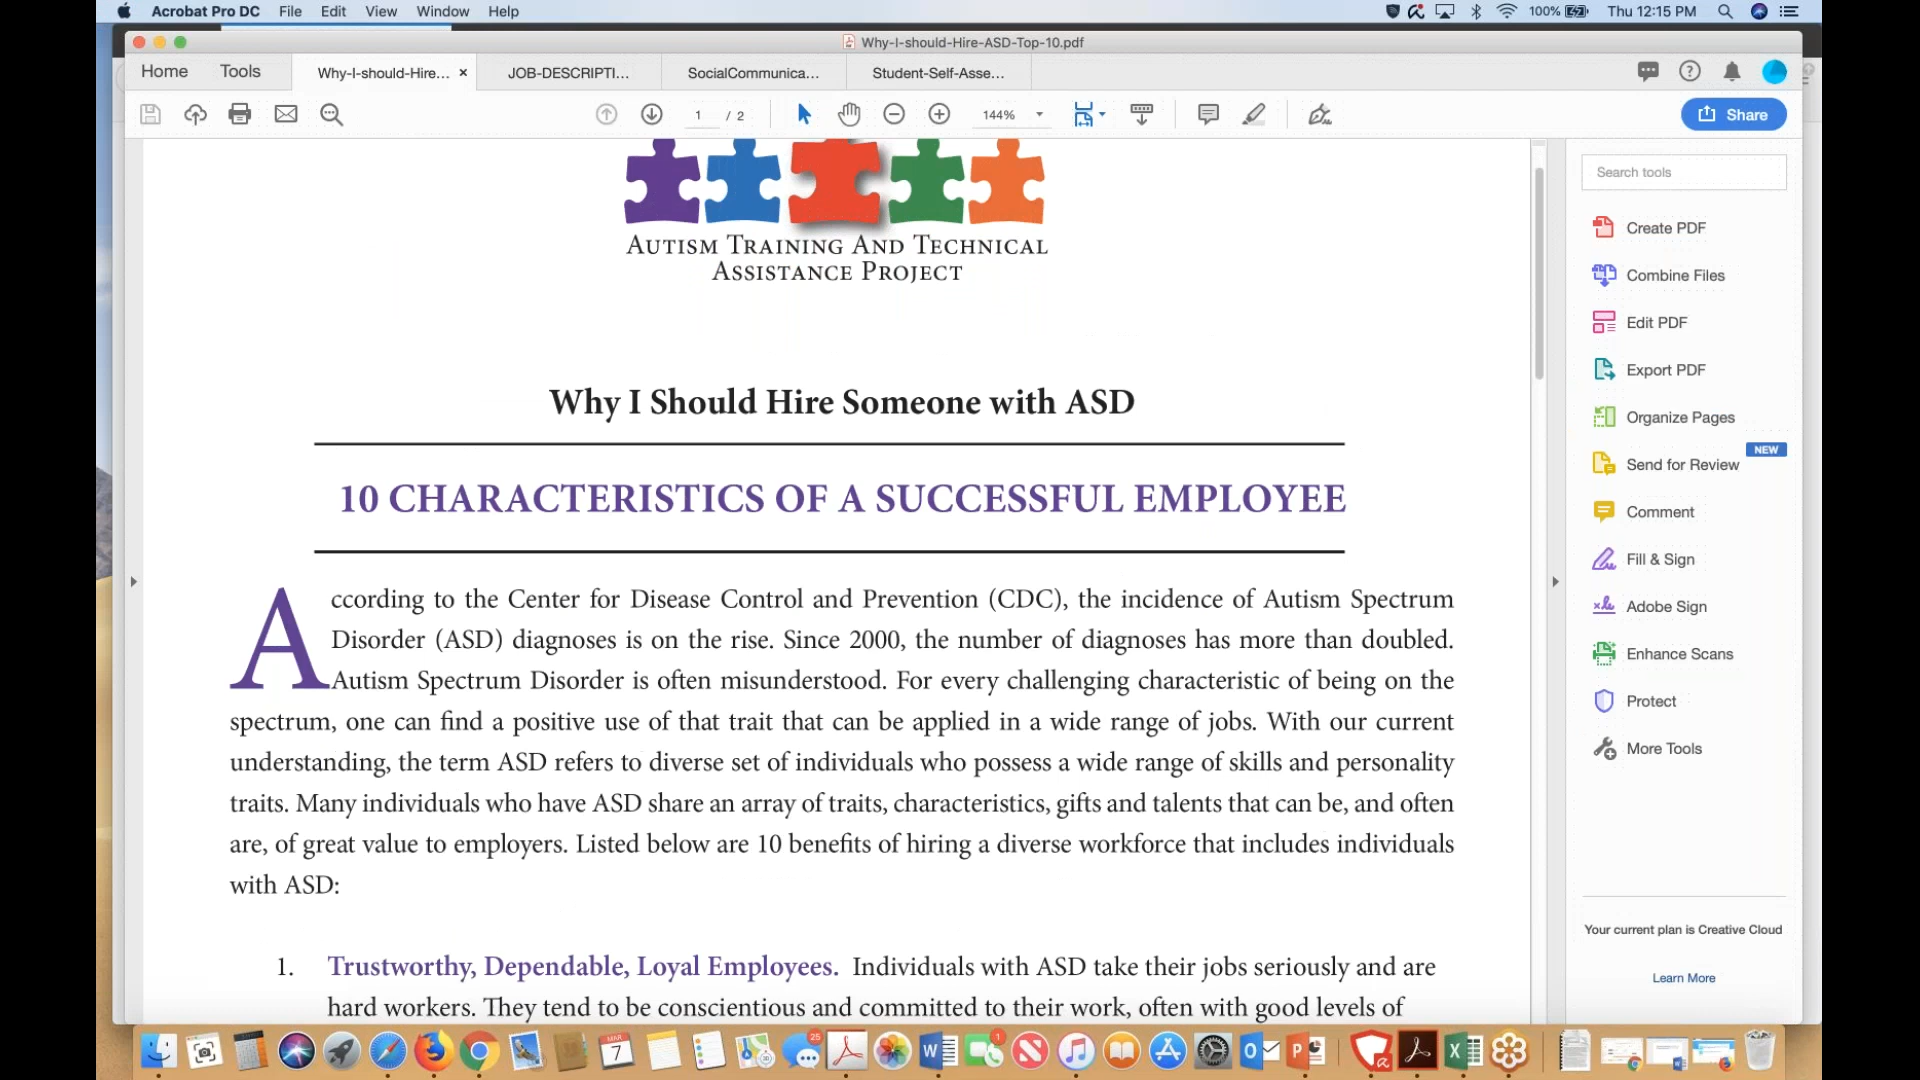 Acrobat Pro DC File Edit View Window Help 100% Thu 12:15 PM
Why-I-should-Hire-ASD-Top-10.pdf
Home Tools Why-I-should-Hire... × JOB-DESCRIPTI... SocialCommunica... Student-Self-Asse...
1 / 2 144% Share
AUTISM TRAINING AND TECHNICAL
ASSISTANCE PROJECT
Why I Should Hire Someone with ASD
10 CHARACTERISTICS OF A SUCCESSFUL EMPLOYEE
According to the Center for Disease Control and Prevention (CDC), the incidence of Autism Spectrum
Disorder (ASD) diagnoses is on the rise. Since 2000, the number of diagnoses has more than doubled.
Autism Spectrum Disorder is often misunderstood. For every challenging characteristic of being on the
spectrum, one can find a positive use of that trait that can be applied in a wide range of jobs. With our current
understanding, the term ASD refers to diverse set of individuals who possess a wide range of skills and personality
traits. Many individuals who have ASD share an array of traits, characteristics, gifts and talents that can be, and often
are, of great value to employers. Listed below are 10 benefits of hiring a diverse workforce that includes individuals
with ASD:
1. Trustworthy, Dependable, Loyal Employees. Individuals with ASD take their jobs seriously and are
hard workers. They tend to be conscientious and committed to their work, often with good levels of
Search tools
Create PDF
Combine Files
Edit PDF
Export PDF
Organize Pages
NEW
Send for Review
Comment
Fill & Sign
Adobe Sign
Enhance Scans
Protect
More Tools
Your current plan is Creative Cloud
Learn More
MAR
7
25
1